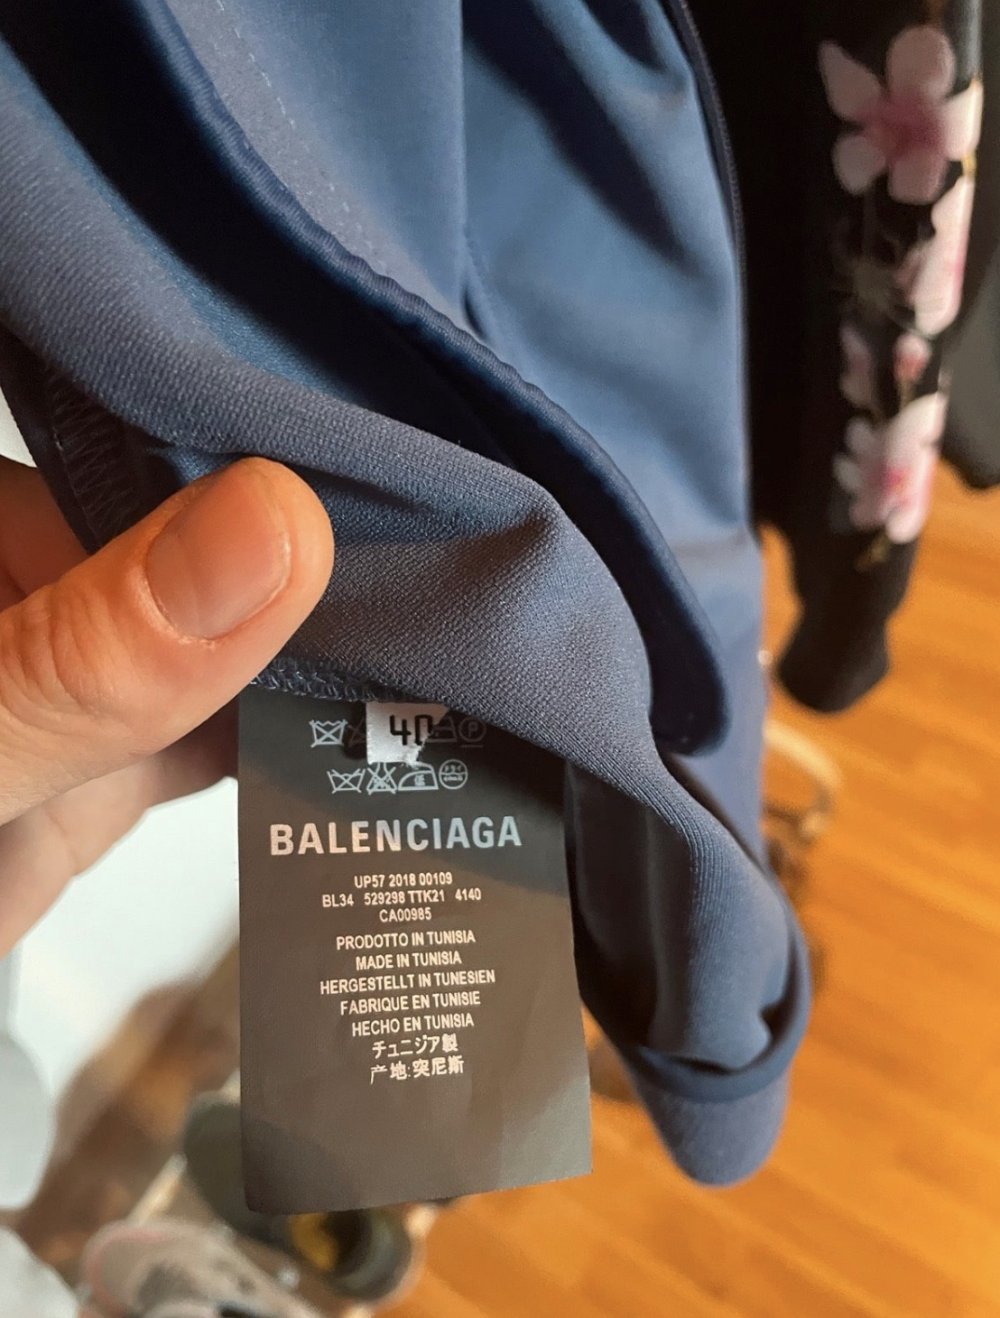 40
BALENCIAGA
UP57 2018 00109
BL34 529298 TTK21 4140
CA00985
PRODOTTO IN TUNISIA
MADE IN TUNISIA
HERGESTELLT IN TUNESIEN
FABRIQUE EN TUNISIE
HECHO EN TUNISIA
チュニジア製
产地:突尼斯